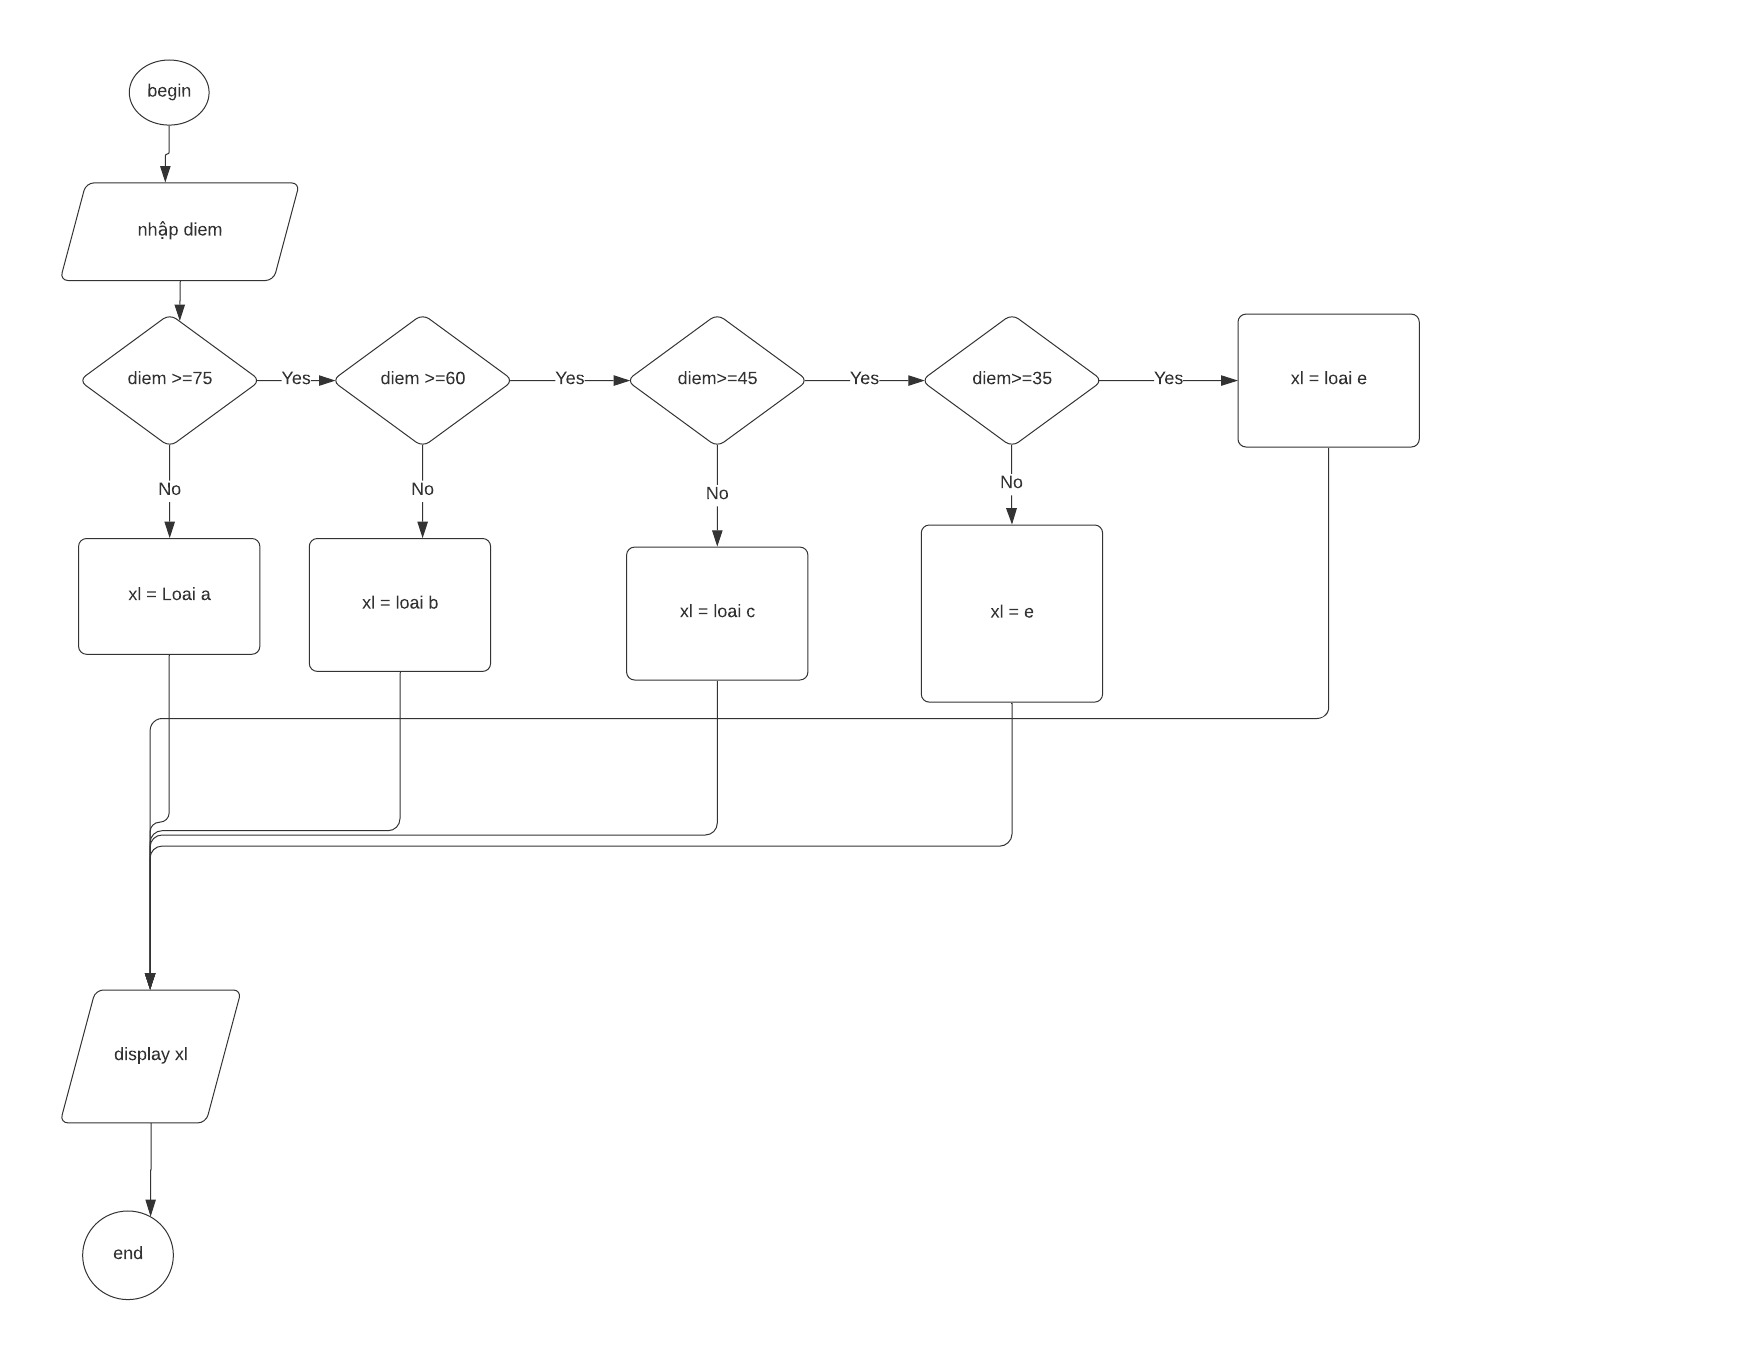 begin
nhập diem
diem >=75
Yes
diem >=60
Yes
diem>=45
Yes
diem>=35
Yes
xl = loai e
No
No
No
No
xl = Loai a
xl = loai b
xl = loai c
xl = e
display xl
end